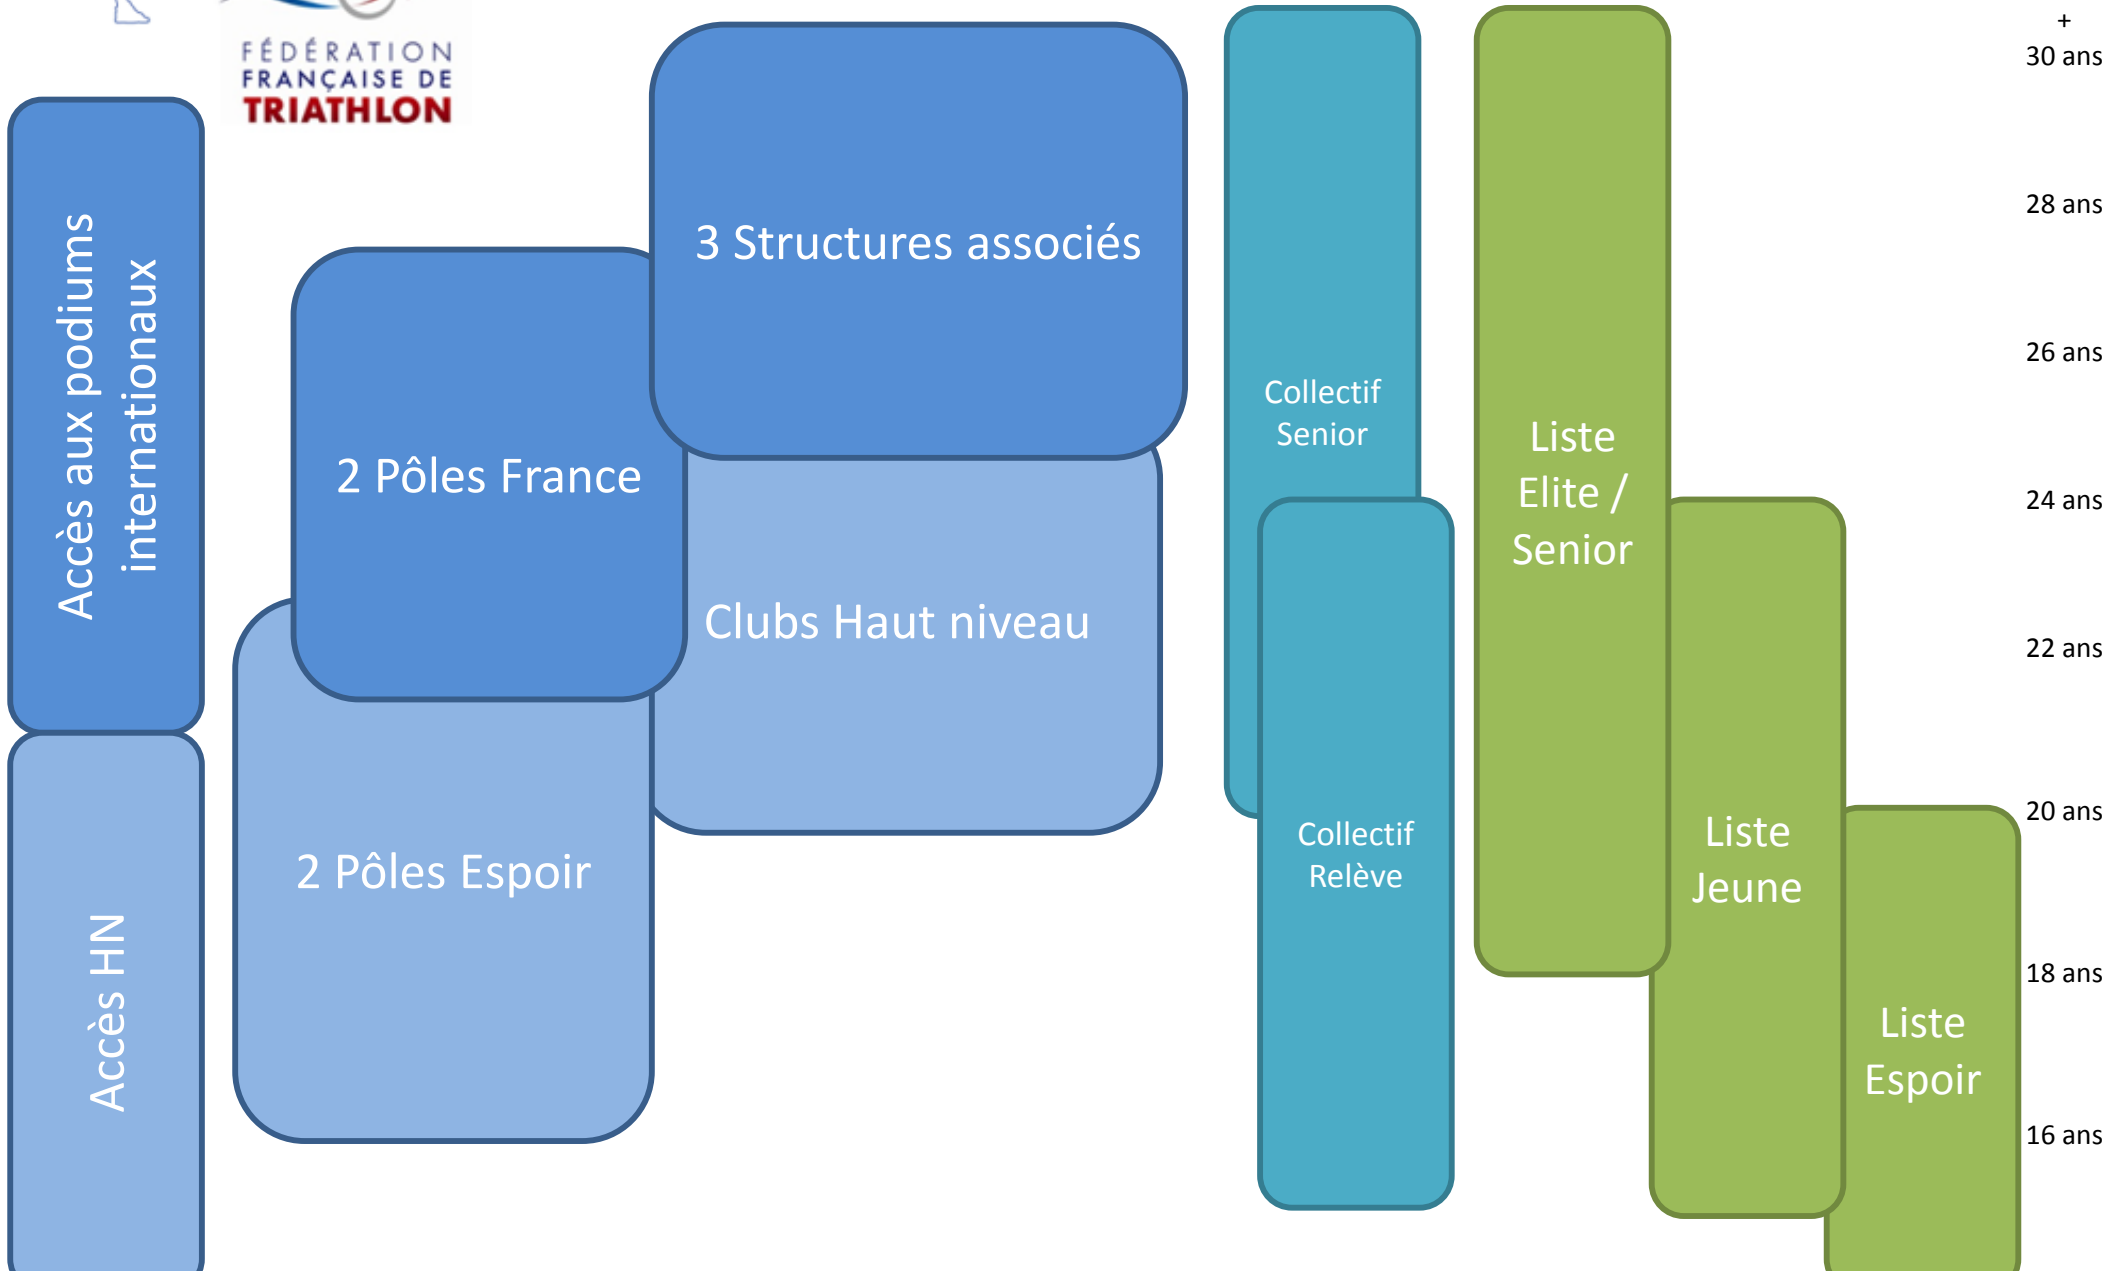 FÉDÉRATION
FRANÇAISE DE
TRIATHLON
Accès aux podiums
internationaux
Accès HN
3 Structures associés
2 Pôles France
Clubs Haut niveau
2 Pôles Espoir
Collectif
Senior
Collectif
Relève
Liste
Elite /
Senior
Liste
Jeune
Liste
Espoir
+
30 ans
28 ans
26 ans
24 ans
22 ans
20 ans
18 ans
16 ans